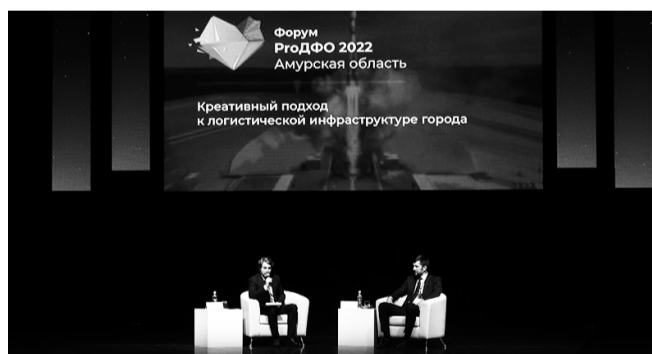 Форум
ProДФО 2022
Амурская область
Креативный подход
к логистической инфраструктуре города